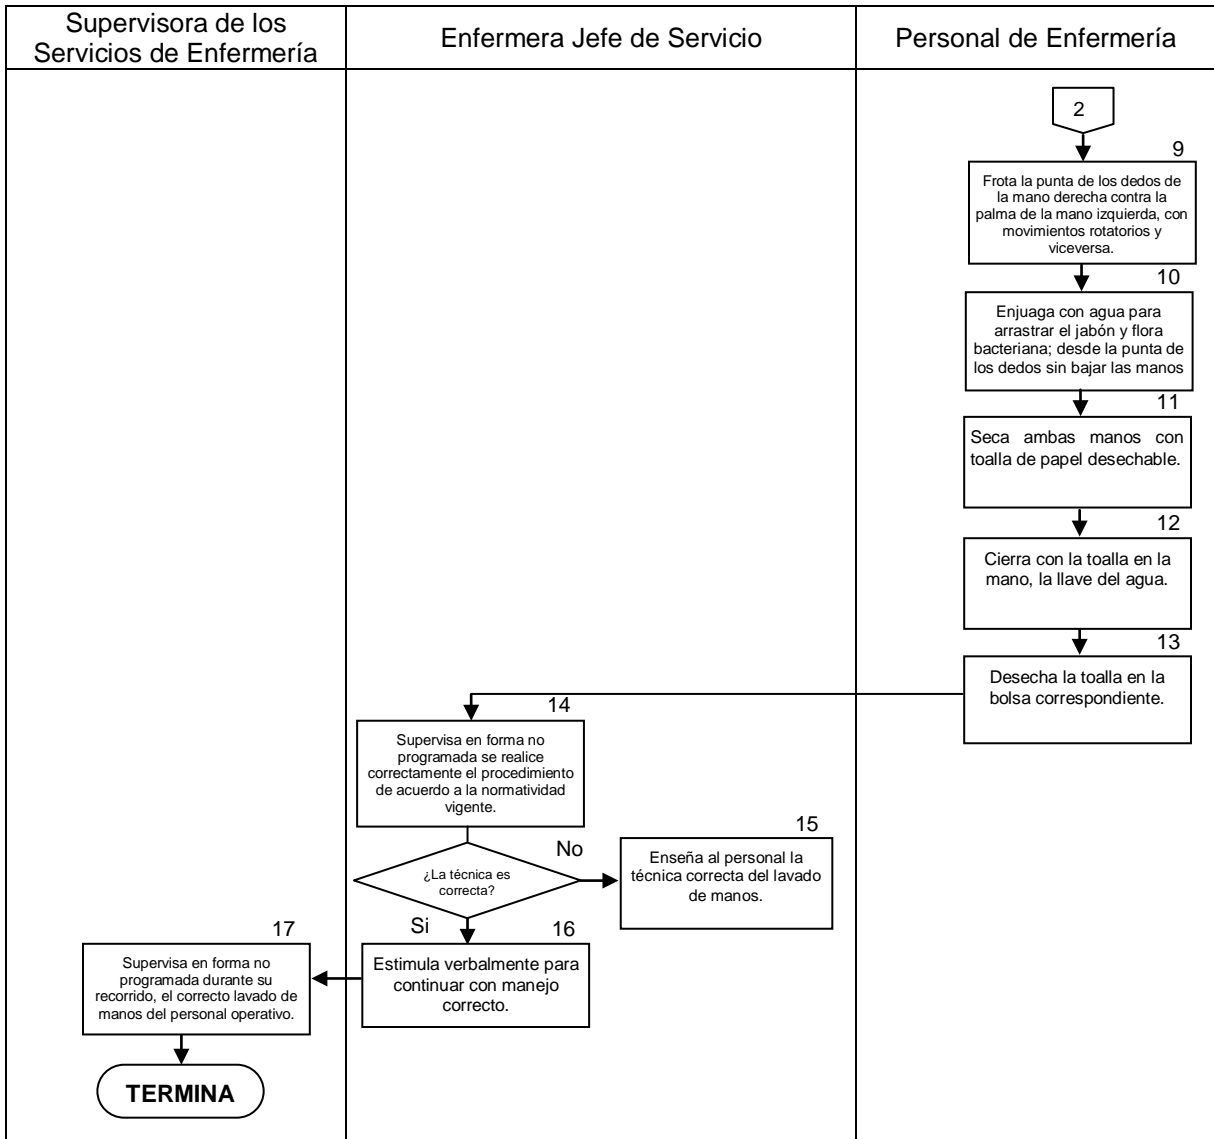 Supervisora de los
Servicios de Enfermería
Enfermera Jefe de Servicio
Personal de Enfermería
2
9
Frota la punta de los dedos de
la mano derecha contra la
palma de la mano izquierda, con
movimientos rotatorios y
viceversa.
10
Enjuaga con agua para
arrastrar el jabón y flora
bacteriana; desde la punta de
los dedos sin bajar las manos
11
Seca ambas manos con
toalla de papel desechable.
12
Cierra con la toalla en la
mano, la llave del agua.
13
Desecha la toalla en la
bolsa correspondiente.
14
Supervisa en forma no
programada se realice
correctamente el procedimiento
de acuerdo a la normatividad
vigente.
¿La técnica es
correcta?
No
15
Enseña al personal la
técnica correcta del lavado
de manos.
Si
16
Estimula verbalmente para
continuar con manejo
correcto.
17
Supervisa en forma no
programada durante su
recorrido, el correcto lavado de
manos del personal operativo.
TERMINA